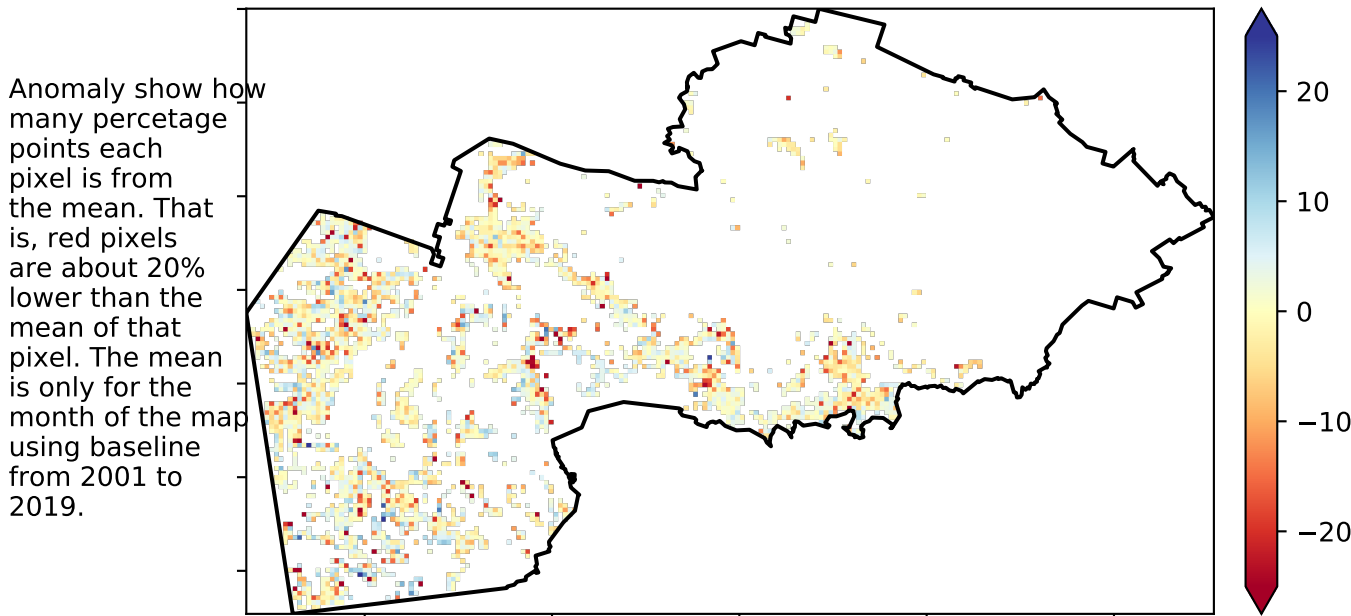 Anomaly show how
many percetage
points each
pixel is from
the mean. That
is, red pixels
are about 20%
lower than the
mean of that
pixel. The mean
is only for the
month of the map
using baseline
from 2001 to
2019.
20
10
0
−10
−20